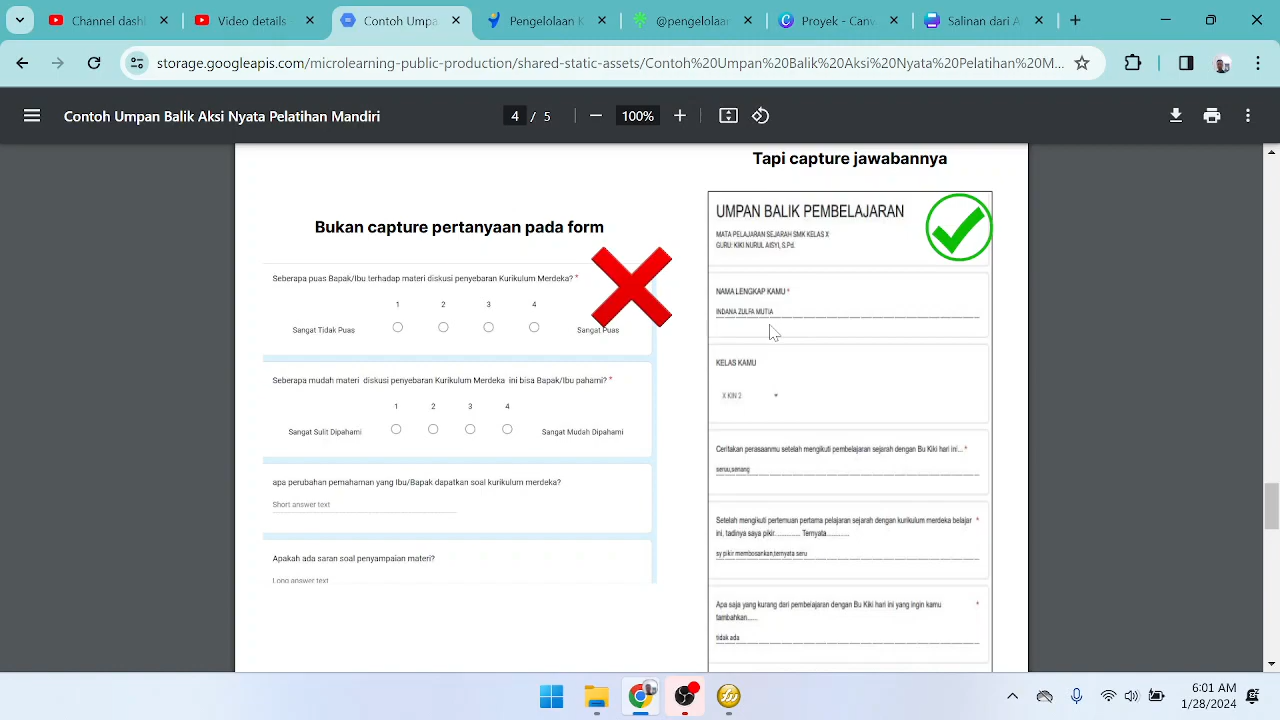 Channel dashb
Video details
Contoh Ump
Pengelolaan K
@pengelolar
Proyek - Canv
Salinan dari A
storage.googleapis.com/microlearning-public-production/shared-static-assets/Contoh%20Umpan%20Balik%20Aksi%20Nyata%20Pelatihan%20M...
Contoh Umpan Balik Aksi Nyata Pelatihan Mandiri
4 / 5
100%
Tapi capture jawabannya
Bukan capture pertanyaan pada form
Seberapa puas Bapak/Ibu terhadap materi diskusi penyebaran Kurikulum Merdeka? *
1 2 3 4
Sangat Tidak Puas
Sangat Puas
Seberapa mudah materi diskusi penyebaran Kurikulum Merdeka ini bisa Bapak/Ibu pahami? *
1 2 3 4
Sangat Sulit Dipahami
Sangat Mudah Dipahami
apa perubahan pemahaman yang Ibu/Bapak dapatkan soal kurikulum merdeka?
Short answer text
Apakah ada saran soal penyampaian materi?
Long answer text
UMPAN BALIK PEMBELAJARAN
MATA PELAJARAN SEJARAH SMK KELAS X
GURU: KIKI NURUL AISYI, S.Pd.
NAMA LENGKAP KAMU *
INDANA ZULFA MUTIA
KELAS KAMU
X KIN 2
Ceritakan perasaanmu setelah mengikuti pembelajaran sejarah dengan Bu Kiki hari ini... *
seruu,senang
Setelah mengikuti pertemuan pertama pelajaran sejarah dengan kurikulum merdeka belajar *
ini, tadinya saya pikir.............. Ternyata............
sy pikir membosankan,ternyata seru
Apa saja yang kurang dari pembelajaran dengan Bu Kiki hari ini yang ingin kamu *
tambahkan......
tidak ada
6:01 AM
1/28/2024